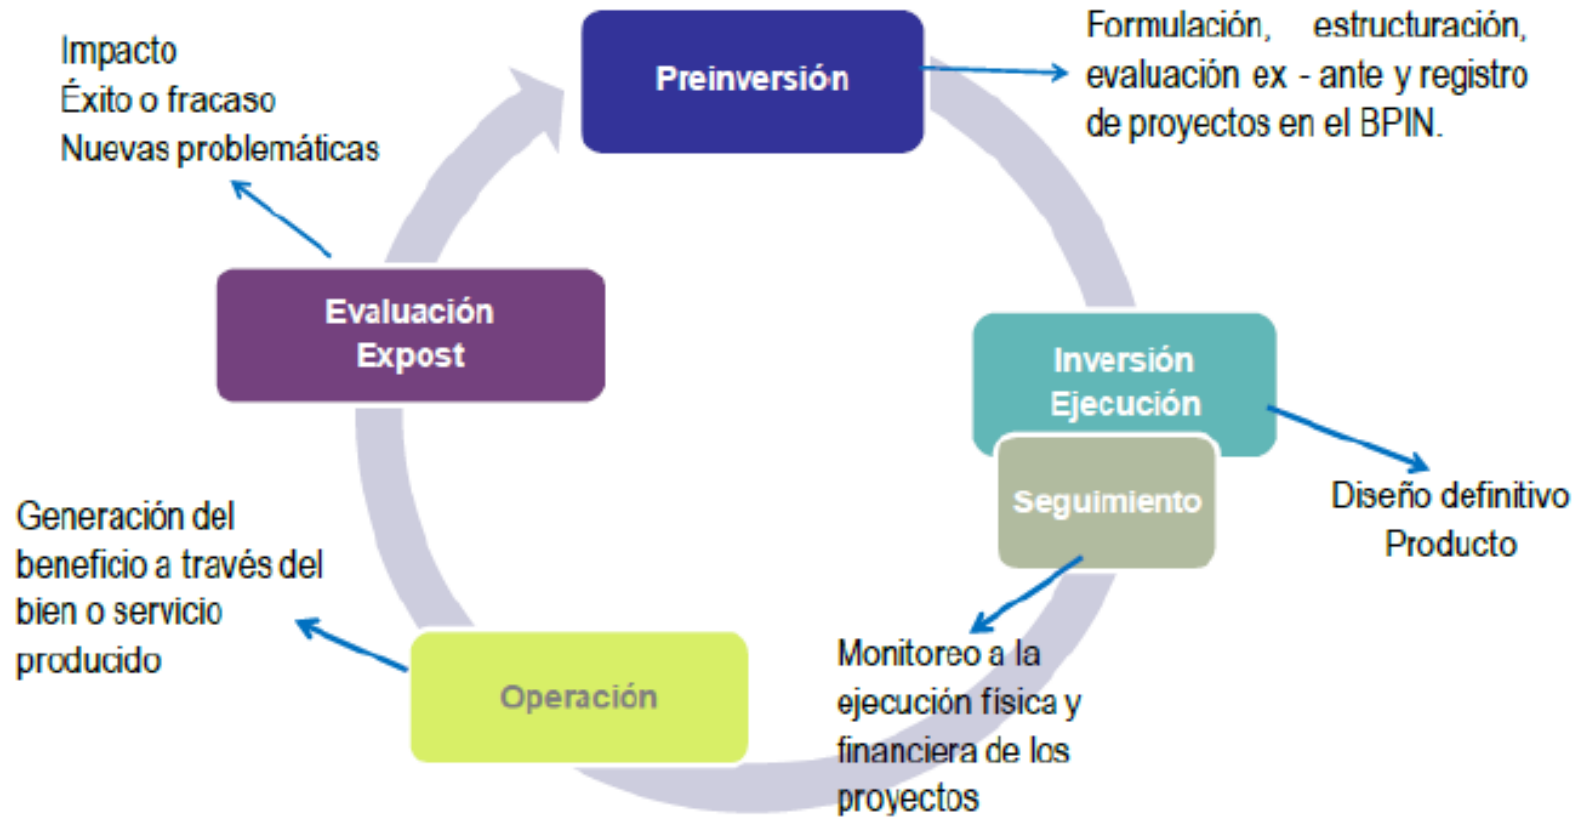 Preinversión
Formulación, estructuración,
evaluación ex - ante y registro
de proyectos en el BPIN.
Inversión
Ejecución
Diseño definitivo
Producto
Seguimiento
Monitoreo a la
ejecución física y
financiera de los
proyectos
Operación
Generación del
beneficio a través del
bien o servicio
producido
Evaluación
Expost
Impacto
Éxito o fracaso
Nuevas problemáticas